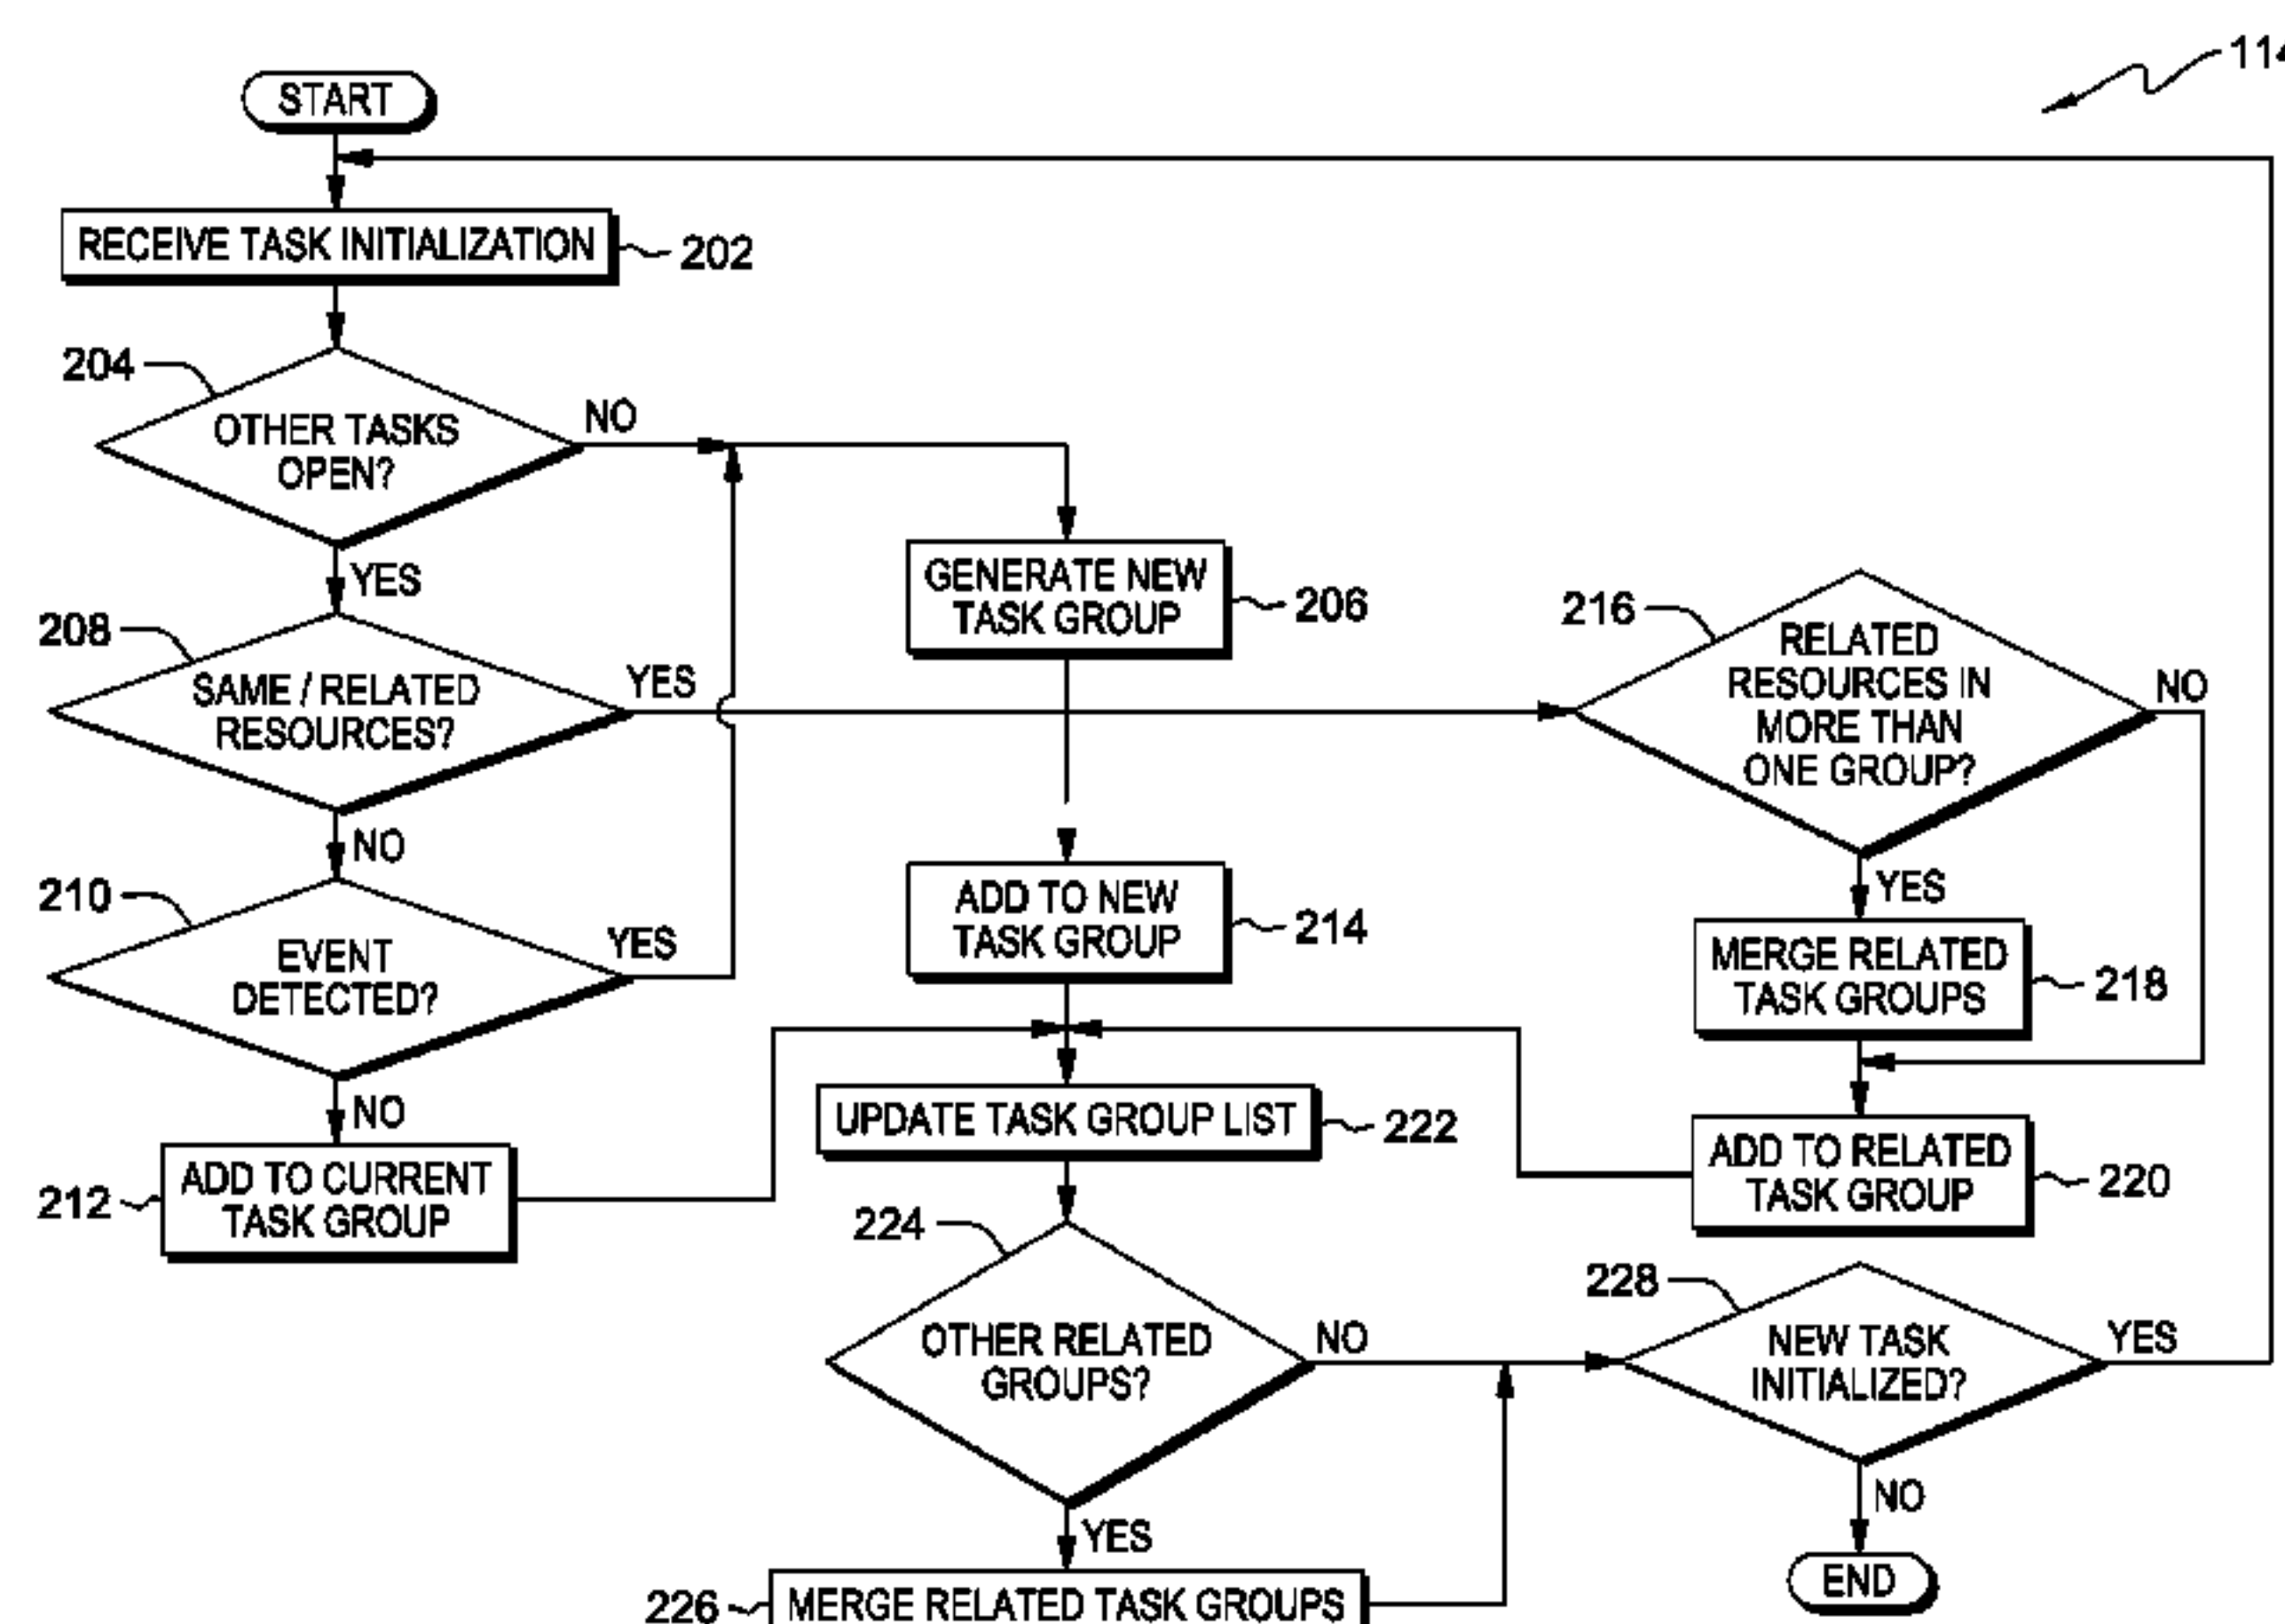 114
START
RECEIVE TASK INITIALIZATION
202
204
OTHER TASKS
OPEN?
NO
YES
GENERATE NEW
TASK GROUP
206
208
SAME / RELATED
RESOURCES?
YES
NO
216
RELATED
RESOURCES IN
MORE THAN
ONE GROUP?
NO
YES
210
EVENT
DETECTED?
YES
NO
ADD TO NEW
TASK GROUP
214
MERGE RELATED
TASK GROUPS
218
212
ADD TO CURRENT
TASK GROUP
UPDATE TASK GROUP LIST
222
ADD TO RELATED
TASK GROUP
220
224
OTHER RELATED
GROUPS?
NO
YES
228
NEW TASK
INITIALIZED?
YES
NO
226
MERGE RELATED TASK GROUPS
END